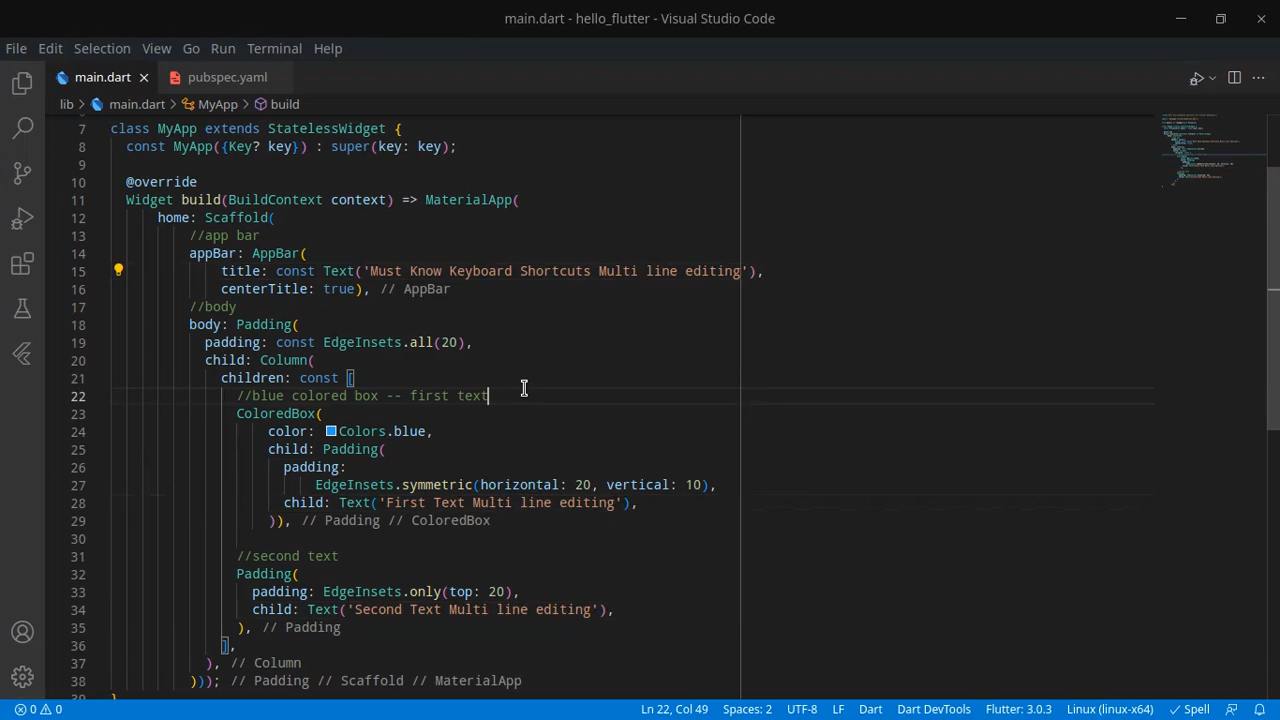 main.dart - hello_flutter - Visual Studio Code
File Edit Selection View Go Run Terminal Help
main.dart pubspec.yaml
lib > main.dart > MyApp > build
7 class MyApp extends StatelessWidget {
8 const MyApp({Key? key}) : super(key: key);
9
10 @override
11 Widget build(BuildContext context) => MaterialApp(
12 home: Scaffold(
13 //app bar
14 appBar: AppBar(
15 title: const Text('Must Know Keyboard Shortcuts Multi line editing'),
16 centerTitle: true), // AppBar
17 //body
18 body: Padding(
19 padding: const EdgeInsets.all(20),
20 child: Column(
21 children: const [
22 //blue colored box -- first text
23 ColoredBox(
24 color: Colors.blue,
25 child: Padding(
26 padding:
27 EdgeInsets.symmetric(horizontal: 20, vertical: 10),
28 child: Text('First Text Multi line editing'),
29 )), // Padding // ColoredBox
30
31 //second text
32 Padding(
33 padding: EdgeInsets.only(top: 20),
34 child: Text('Second Text Multi line editing'),
35 ), // Padding
36 ],
37 ), // Column
38 ))); // Padding // Scaffold // MaterialApp
39 }
0 0 Ln 22, Col 49 Spaces: 2 UTF-8 LF Dart Dart DevTools Flutter: 3.0.3 Linux (linux-x64) Spell